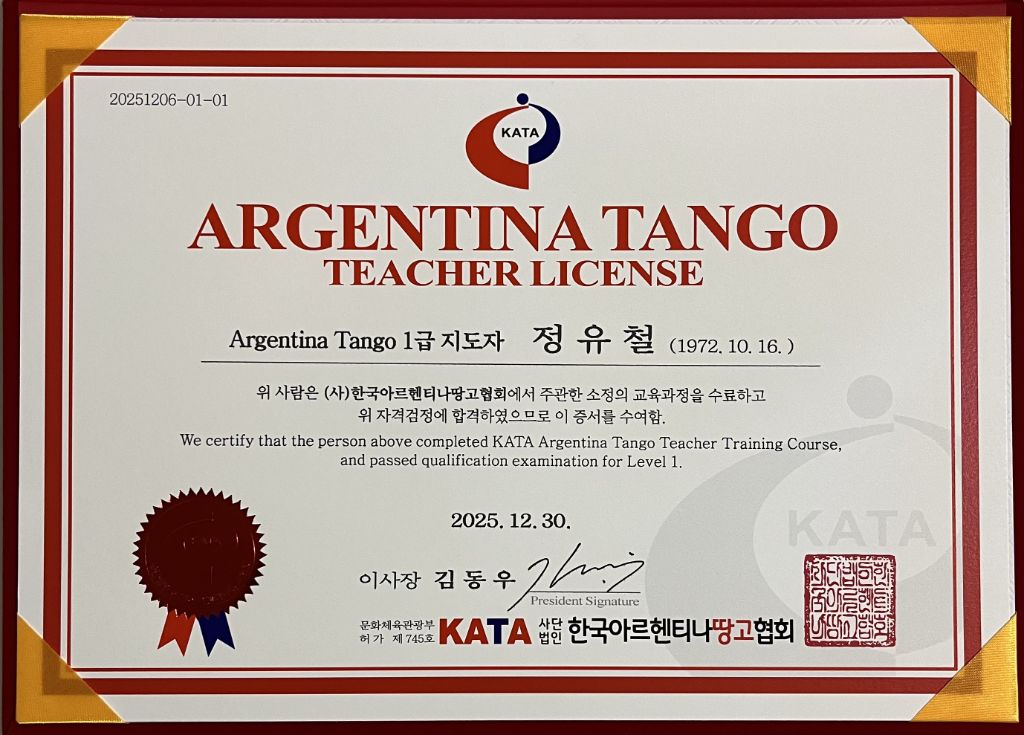 20251206-01-01
KATA
ARGENTINA TANGO
TEACHER LICENSE
Argentina Tango 1급 지도자 정유철 (1972. 10. 16. )
위 사람은 (사)한국아르헨티나땅고협회에서 주관한 소정의 교육과정을 수료하고
위 자격검정에 합격하였으므로 이 증서를 수여함.
We certify that the person above completed KATA Argentina Tango Teacher Training Course,
and passed qualification examination for Level 1.
KATA
2025. 12. 30.
이사장 김동우
President Signature
문화체육관광부
허가 제 745호
KATA 사단법인 한국아르헨티나땅고협회